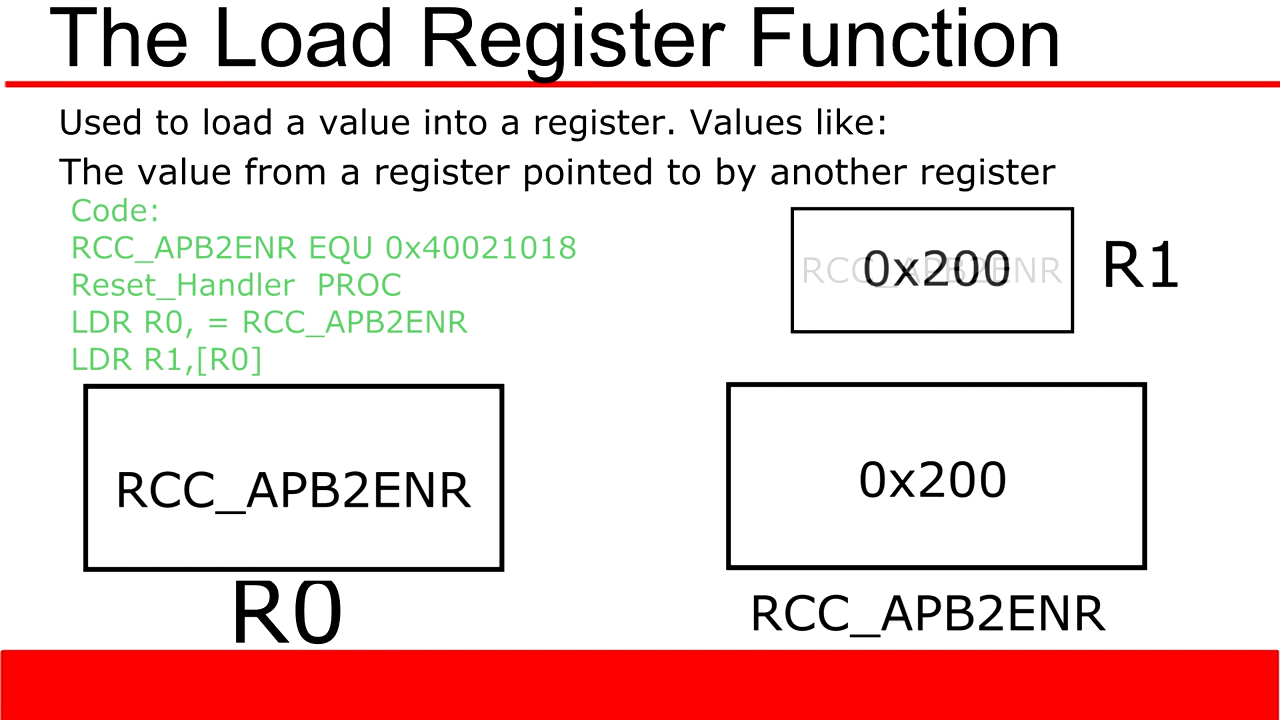 The Load Register Function
Used to load a value into a register. Values like:
The value from a register pointed to by another register
Code:
RCC_APB2ENR EQU 0x40021018
Reset_Handler  PROC
LDR R0, = RCC_APB2ENR
LDR R1,[R0]
RCC_APB2ENR
0x200
R1
RCC_APB2ENR
R0
0x200
RCC_APB2ENR